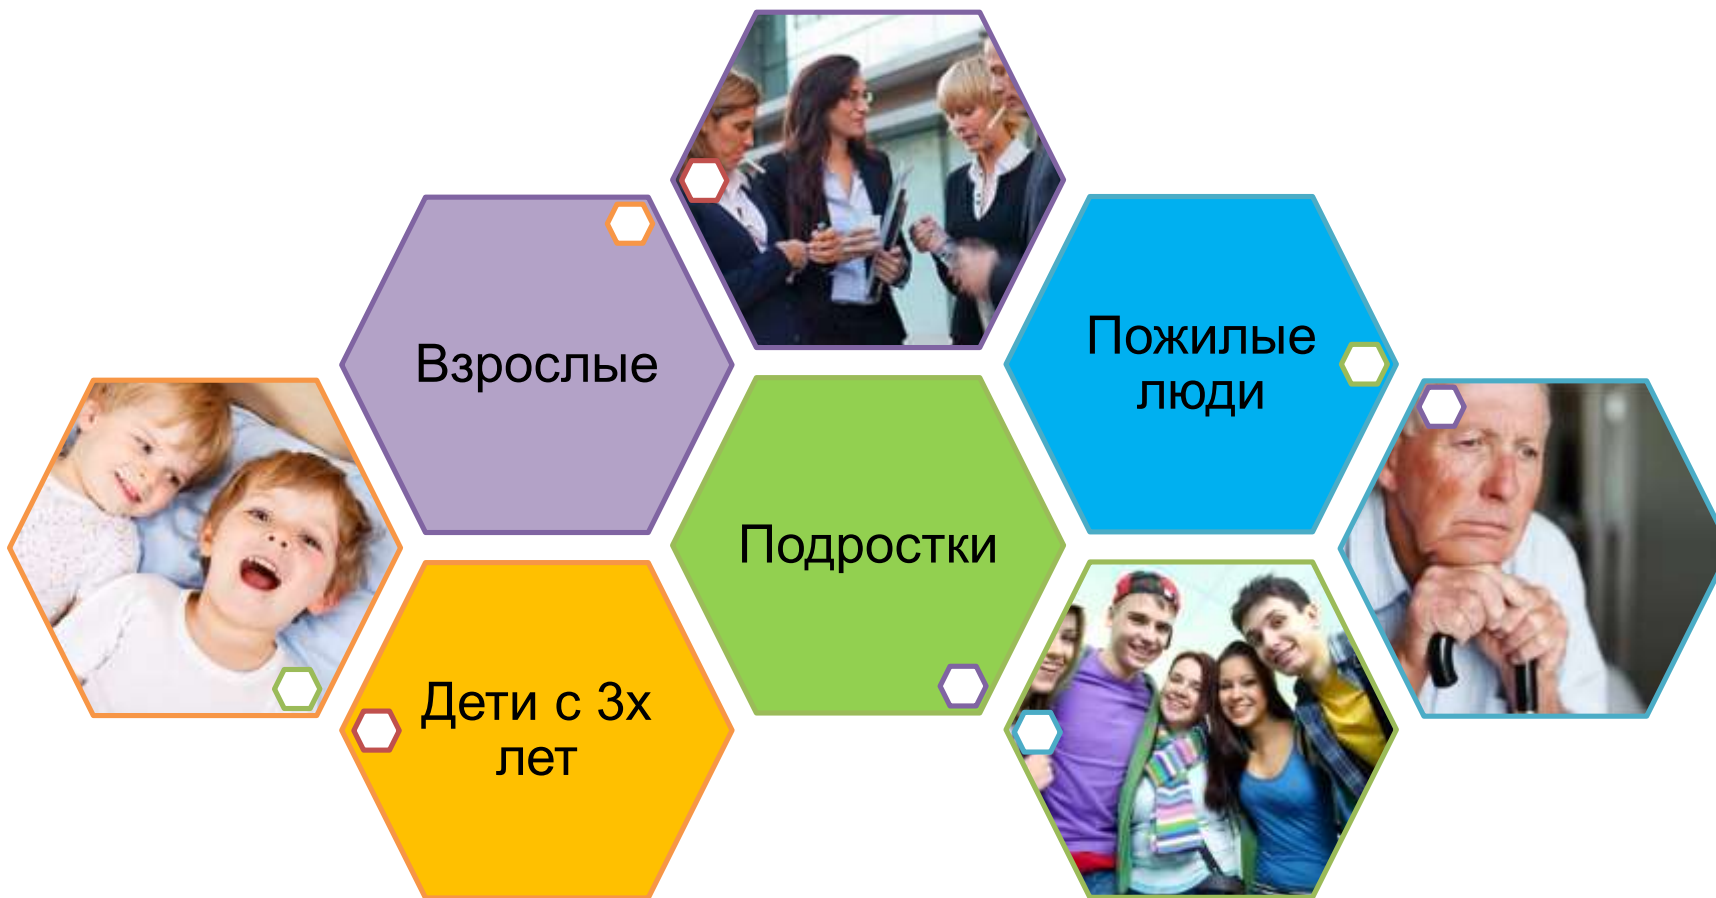 Взрослые
Пожилые
люди
Подростки
Дети с 3х
лет